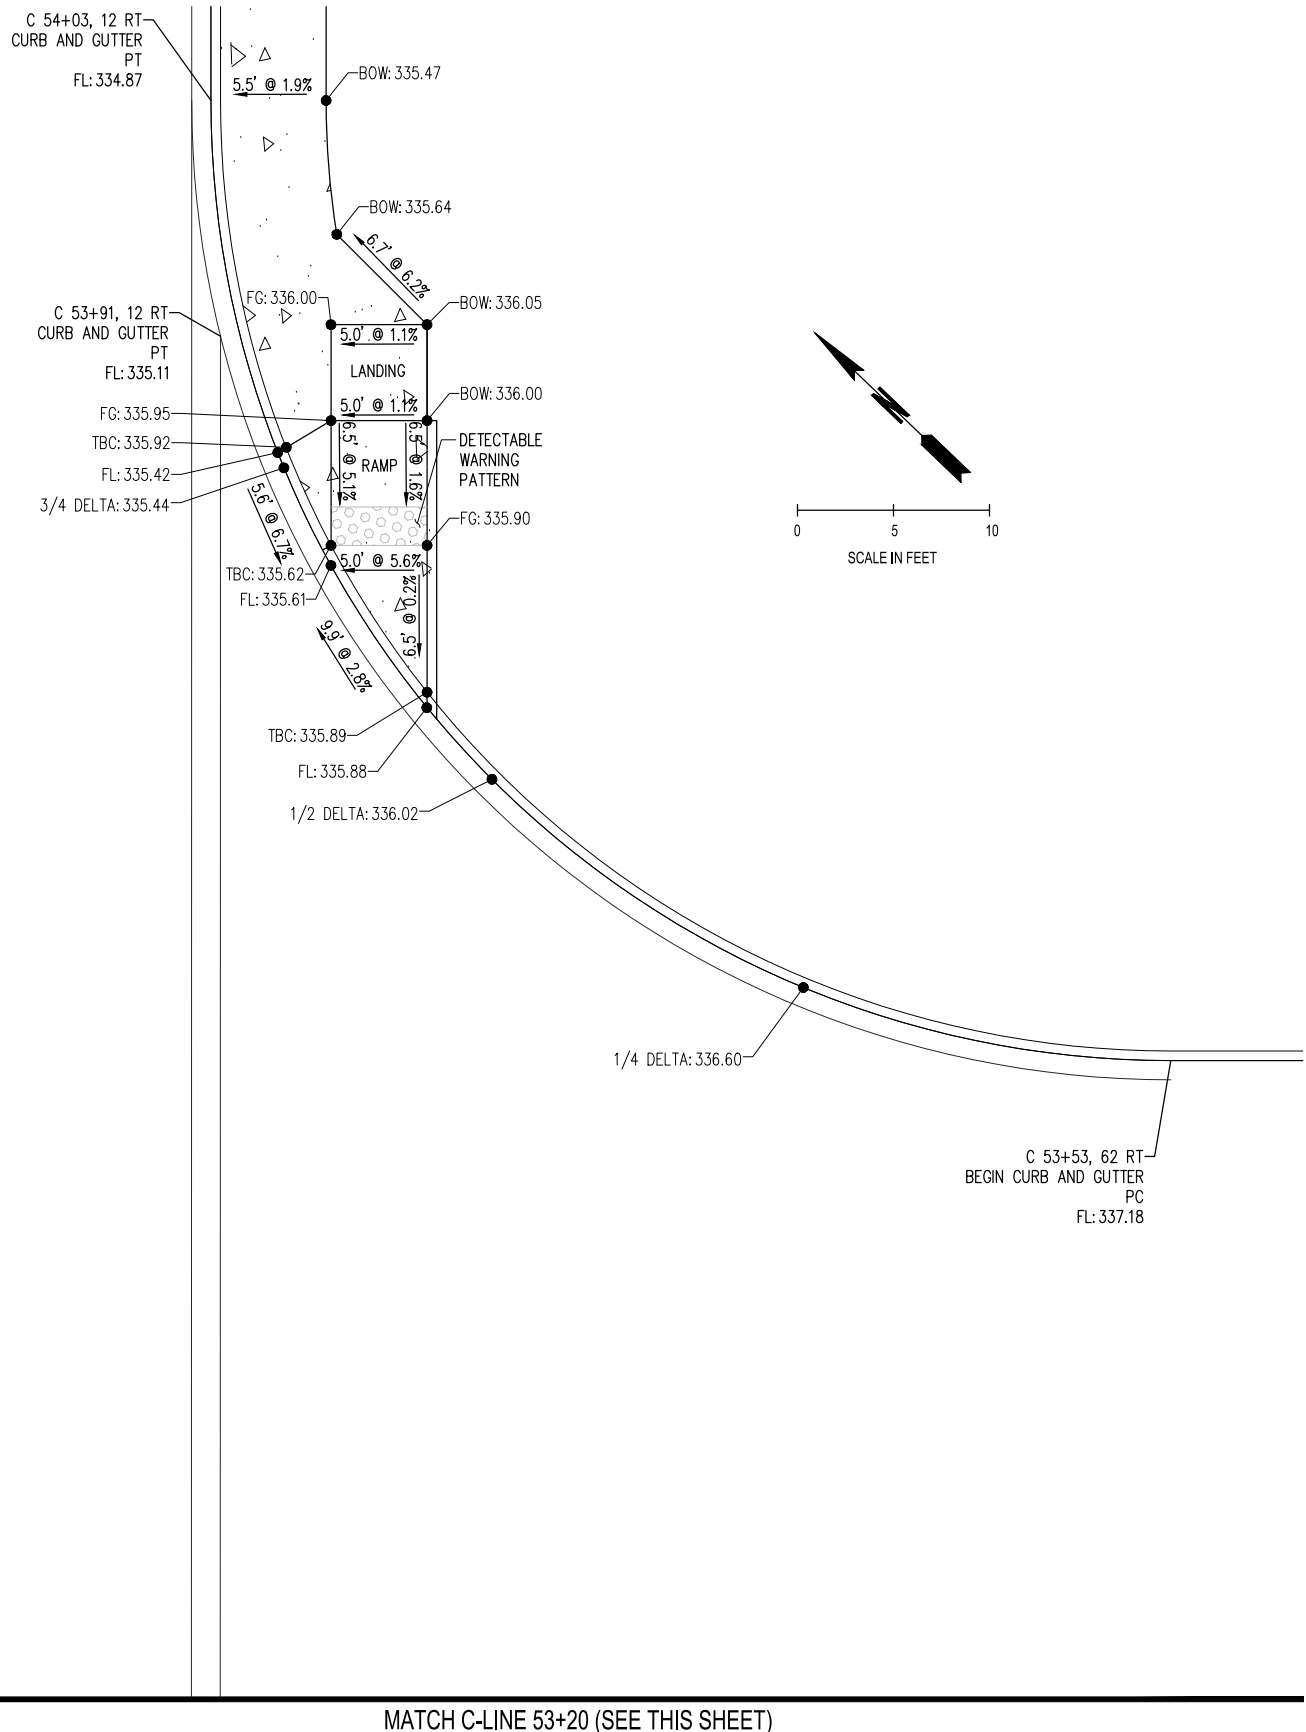 C 54+03, 12 RT
CURB AND GUTTER
PT
FL: 334.87
5.5' @ 1.9%
BOW: 335.47
BOW: 335.64
6.7' @ 6.2%
FG: 336.00
BOW: 336.05
C 53+91, 12 RT
CURB AND GUTTER
PT
FL: 335.11
5.0' @ 1.1%
LANDING
BOW: 336.00
5.0' @ 1.1%
FG: 335.95
TBC: 335.92
FL: 335.42
3/4 DELTA: 335.44
6.5' @ 5.1%
RAMP
6.5' @ 1.6%
DETECTABLE
WARNING
PATTERN
5.6' @ 6.7%
FG: 335.90
5.0' @ 5.6%
TBC: 335.62
FL: 335.61
6.5' @ 0.2%
9.9' @ 2.8%
TBC: 335.89
FL: 335.88
1/2 DELTA: 336.02
N
0 5 10
SCALE IN FEET
1/4 DELTA: 336.60
C 53+53, 62 RT
BEGIN CURB AND GUTTER
PC
FL: 337.18
MATCH C-LINE 53+20 (SEE THIS SHEET)